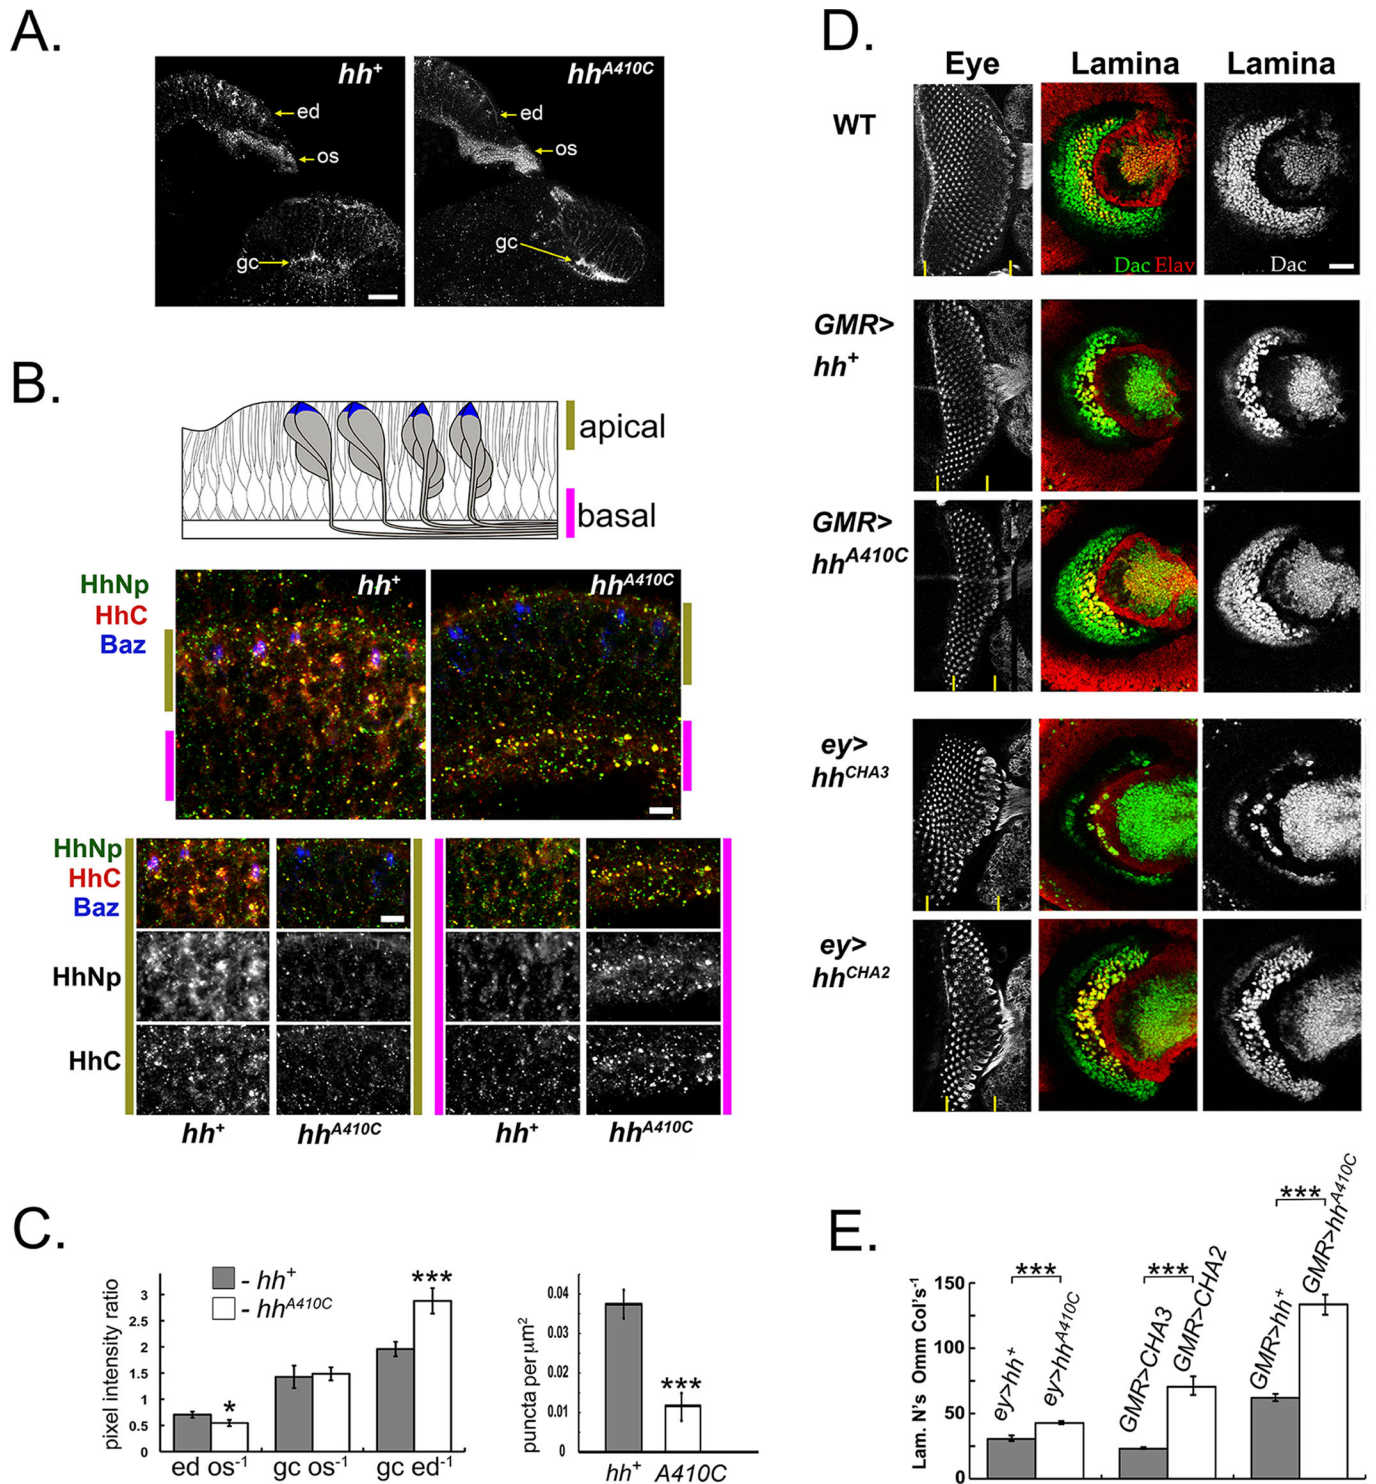 A.
hh+
hhA410C
ed
os
gc
ed
os
gc
B.
apical
basal
HhNp
HhC
Baz
hh+
hhA410C
HhNp
HhC
Baz
HhNp
HhC
hh+
hhA410C
hh+
hhA410C
C.
pixel intensity ratio
3
2
1.5
1
0.5
0
- hh+
- hhA410C
*
***
ed os-1
gc os-1
gc ed-1
puncta per µm2
0.04
0.03
0.02
0.01
0
***
hh+
A410C
D.
Eye
Lamina
Lamina
WT
Dac Elav
Dac
GMR>
hh+
GMR>
hhA410C
ey>
hhCHA3
ey>
hhCHA2
E.
Lam. N's Omm Col's-1
150
100
50
0
***
***
***
ey>hh+
ey>hhA410C
GMR>CHA3
GMR>CHA2
GMR>hh+
GMR>hhA410C